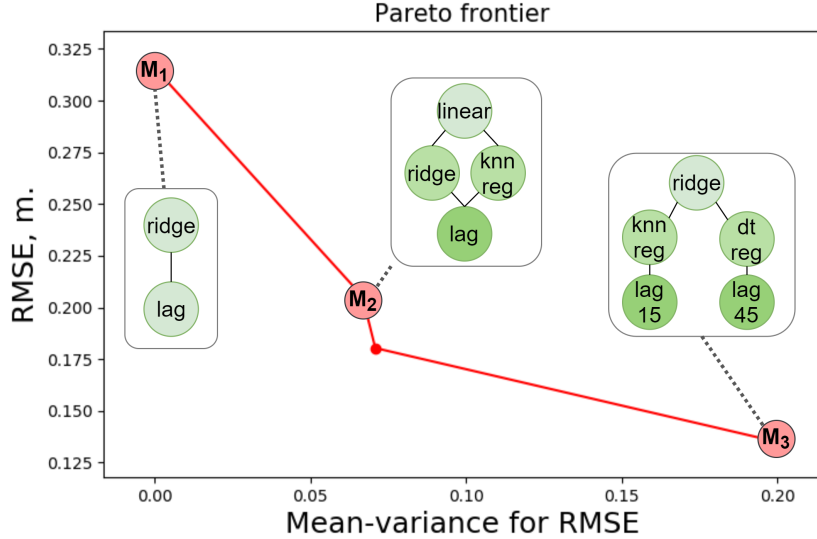 Pareto frontier
RMSE, m.
0.325
0.300
0.275
0.250
0.225
0.200
0.175
0.150
0.125
M1
ridge
lag
M2
linear
ridge
knn
reg
lag
ridge
knn
reg
dt
reg
lag
15
lag
45
M3
0.00
0.05
0.10
0.15
0.20
Mean-variance for RMSE